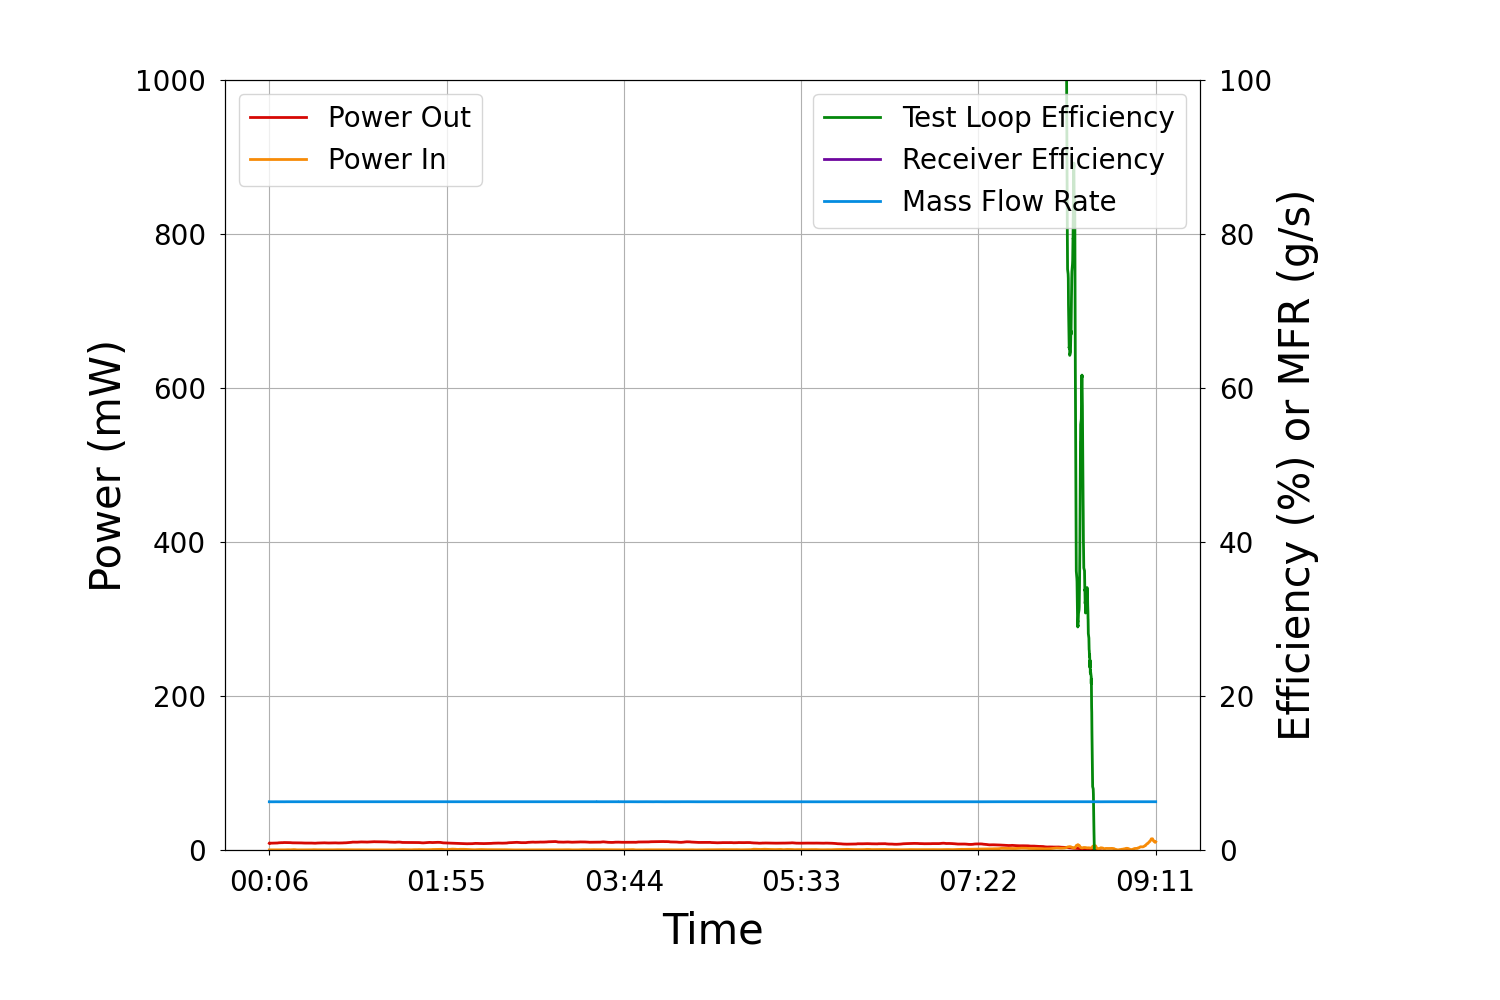 Power (mW)
1000
800
600
400
200
0
Power Out
Power In
Test Loop Efficiency
Receiver Efficiency
Mass Flow Rate
100
80
60
40
20
0
Efficiency (%) or MFR (g/s)
00:06 01:55 03:44 05:33 07:22 09:11
Time